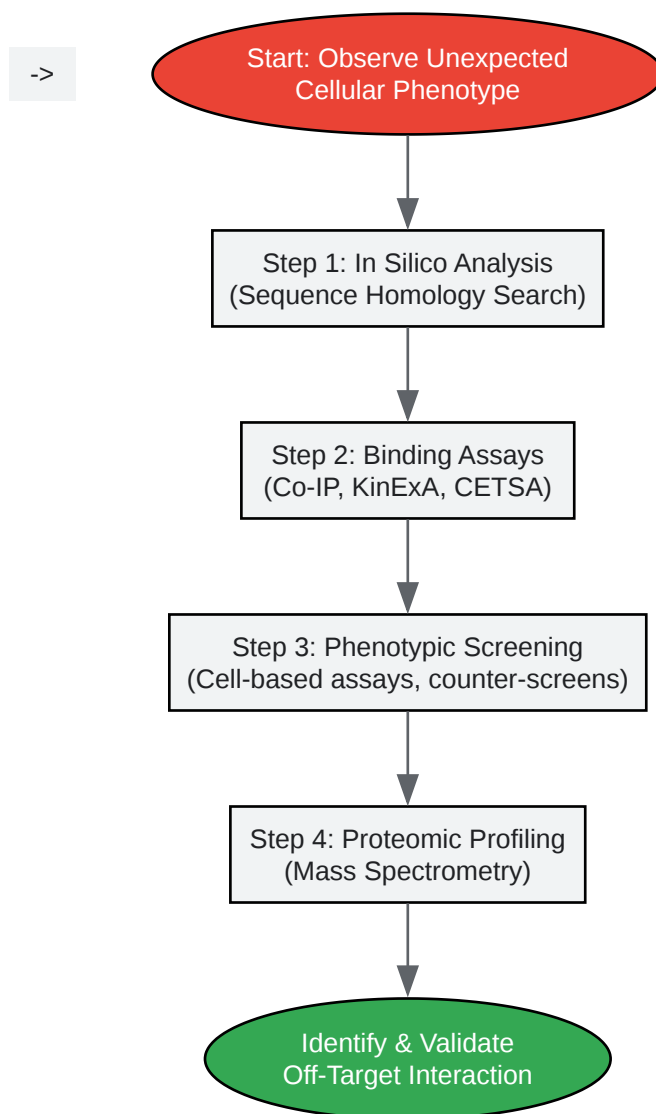 ->
Start: Observe Unexpected
Cellular Phenotype
Step 1: In Silico Analysis
(Sequence Homology Search)
Step 2: Binding Assays
(Co-IP, KinExA, CETSA)
Step 3: Phenotypic Screening
(Cell-based assays, counter-screens)
Step 4: Proteomic Profiling
(Mass Spectrometry)
Identify & Validate
Off-Target Interaction